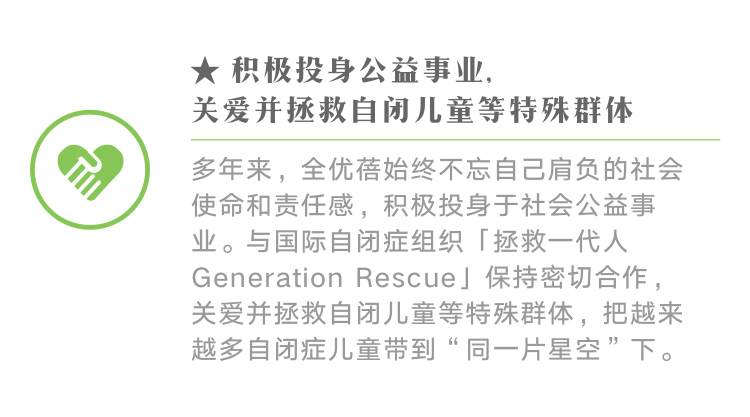 ★ 积极投身公益事业,
关爱并拯救自闭儿童等特殊群体
多年来，全优蓓始终不忘自己肩负的社会
使命和责任感，积极投身于社会公益事
业。与国际自闭症组织「拯救一代人
Generation Rescue」保持密切合作，
关爱并拯救自闭儿童等特殊群体，把越来
越多自闭症儿童带到“同一片星空”下。